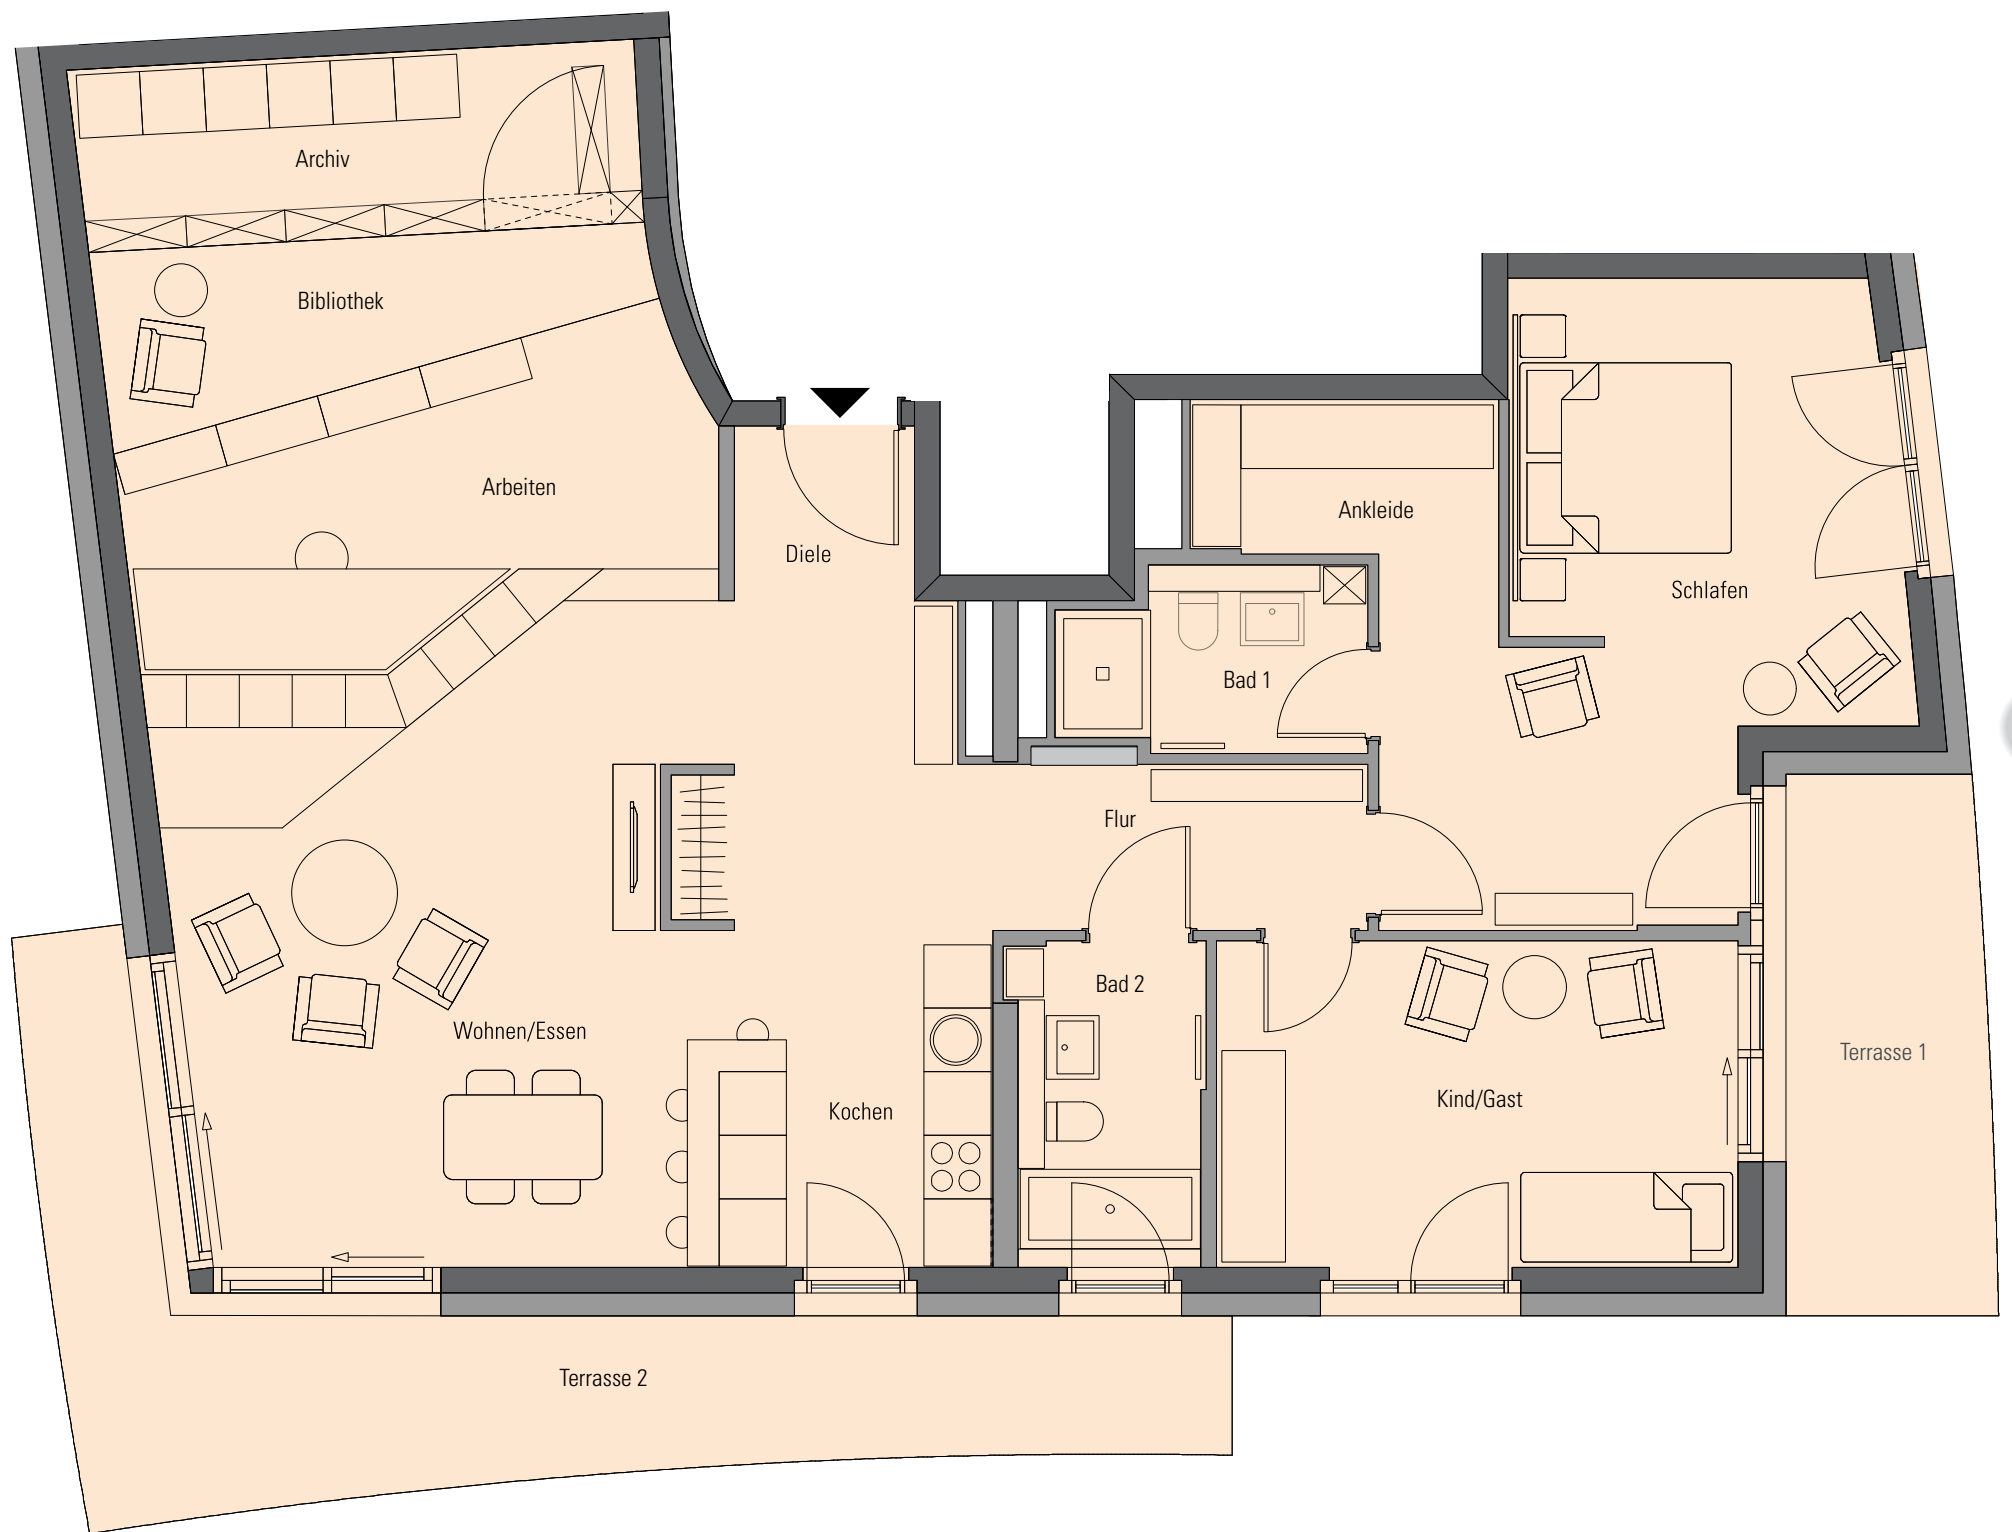 Archiv
Bibliothek
Arbeiten
Diele
Ankleide
Schlafen
Bad 1
Flur
Bad 2
Wohnen/Essen
Kochen
Kind/Gast
Terrasse 1
Terrasse 2